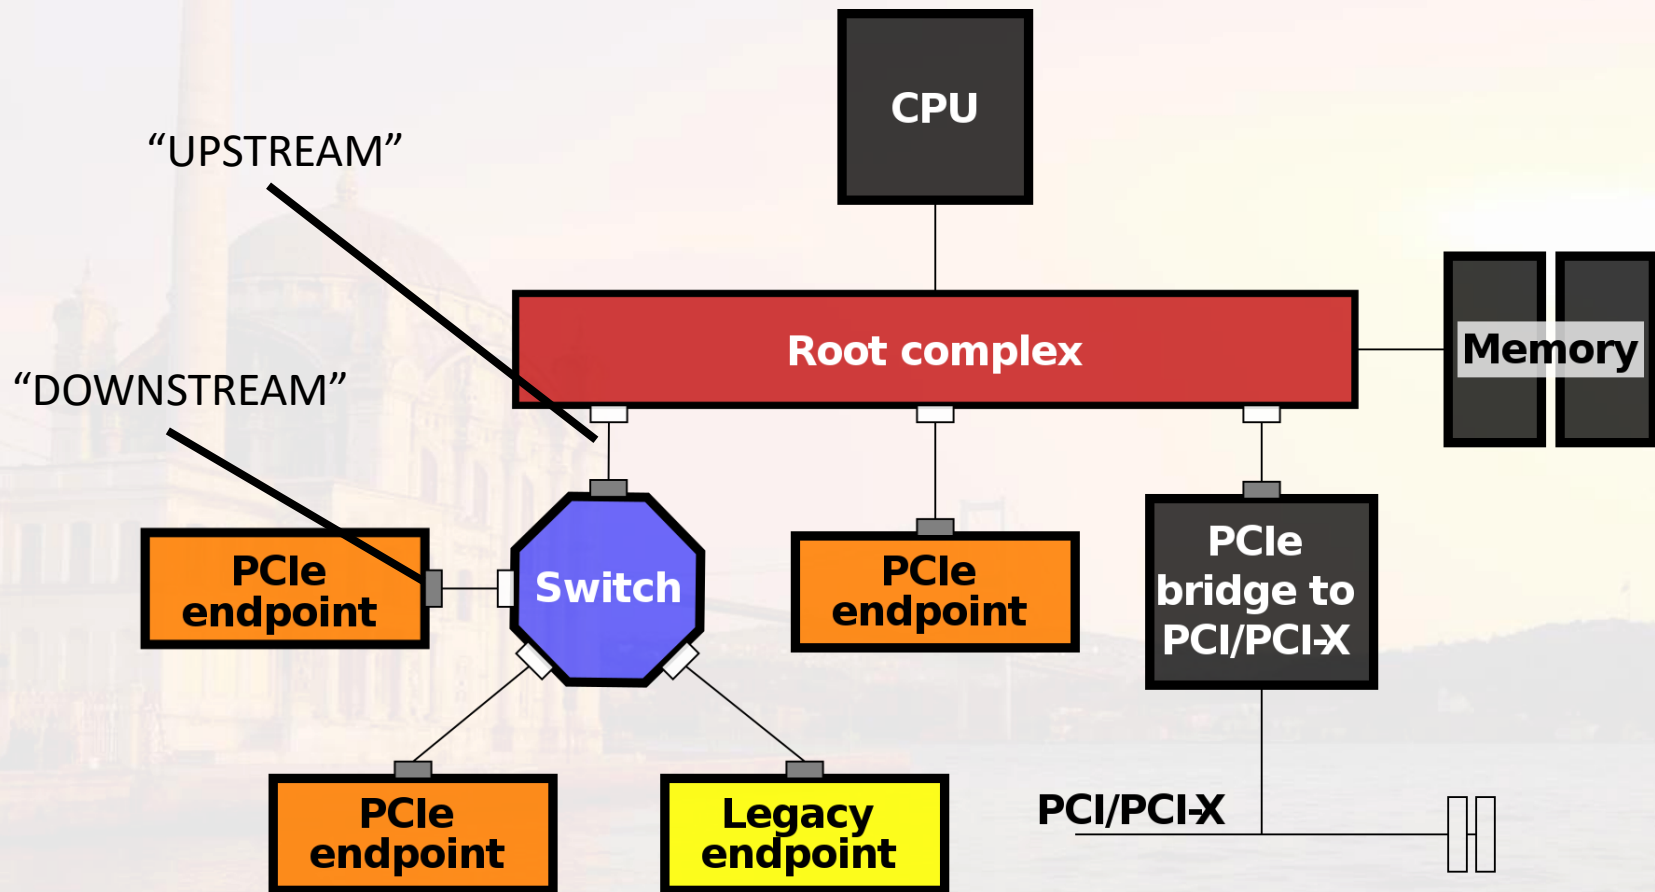 CPU
“UPSTREAM”
Root complex
Memory
“DOWNSTREAM”
PCIe
endpoint
Switch
PCIe
endpoint
PCIe
bridge to
PCI/PCI-X
PCIe
endpoint
Legacy
endpoint
PCI/PCI-X